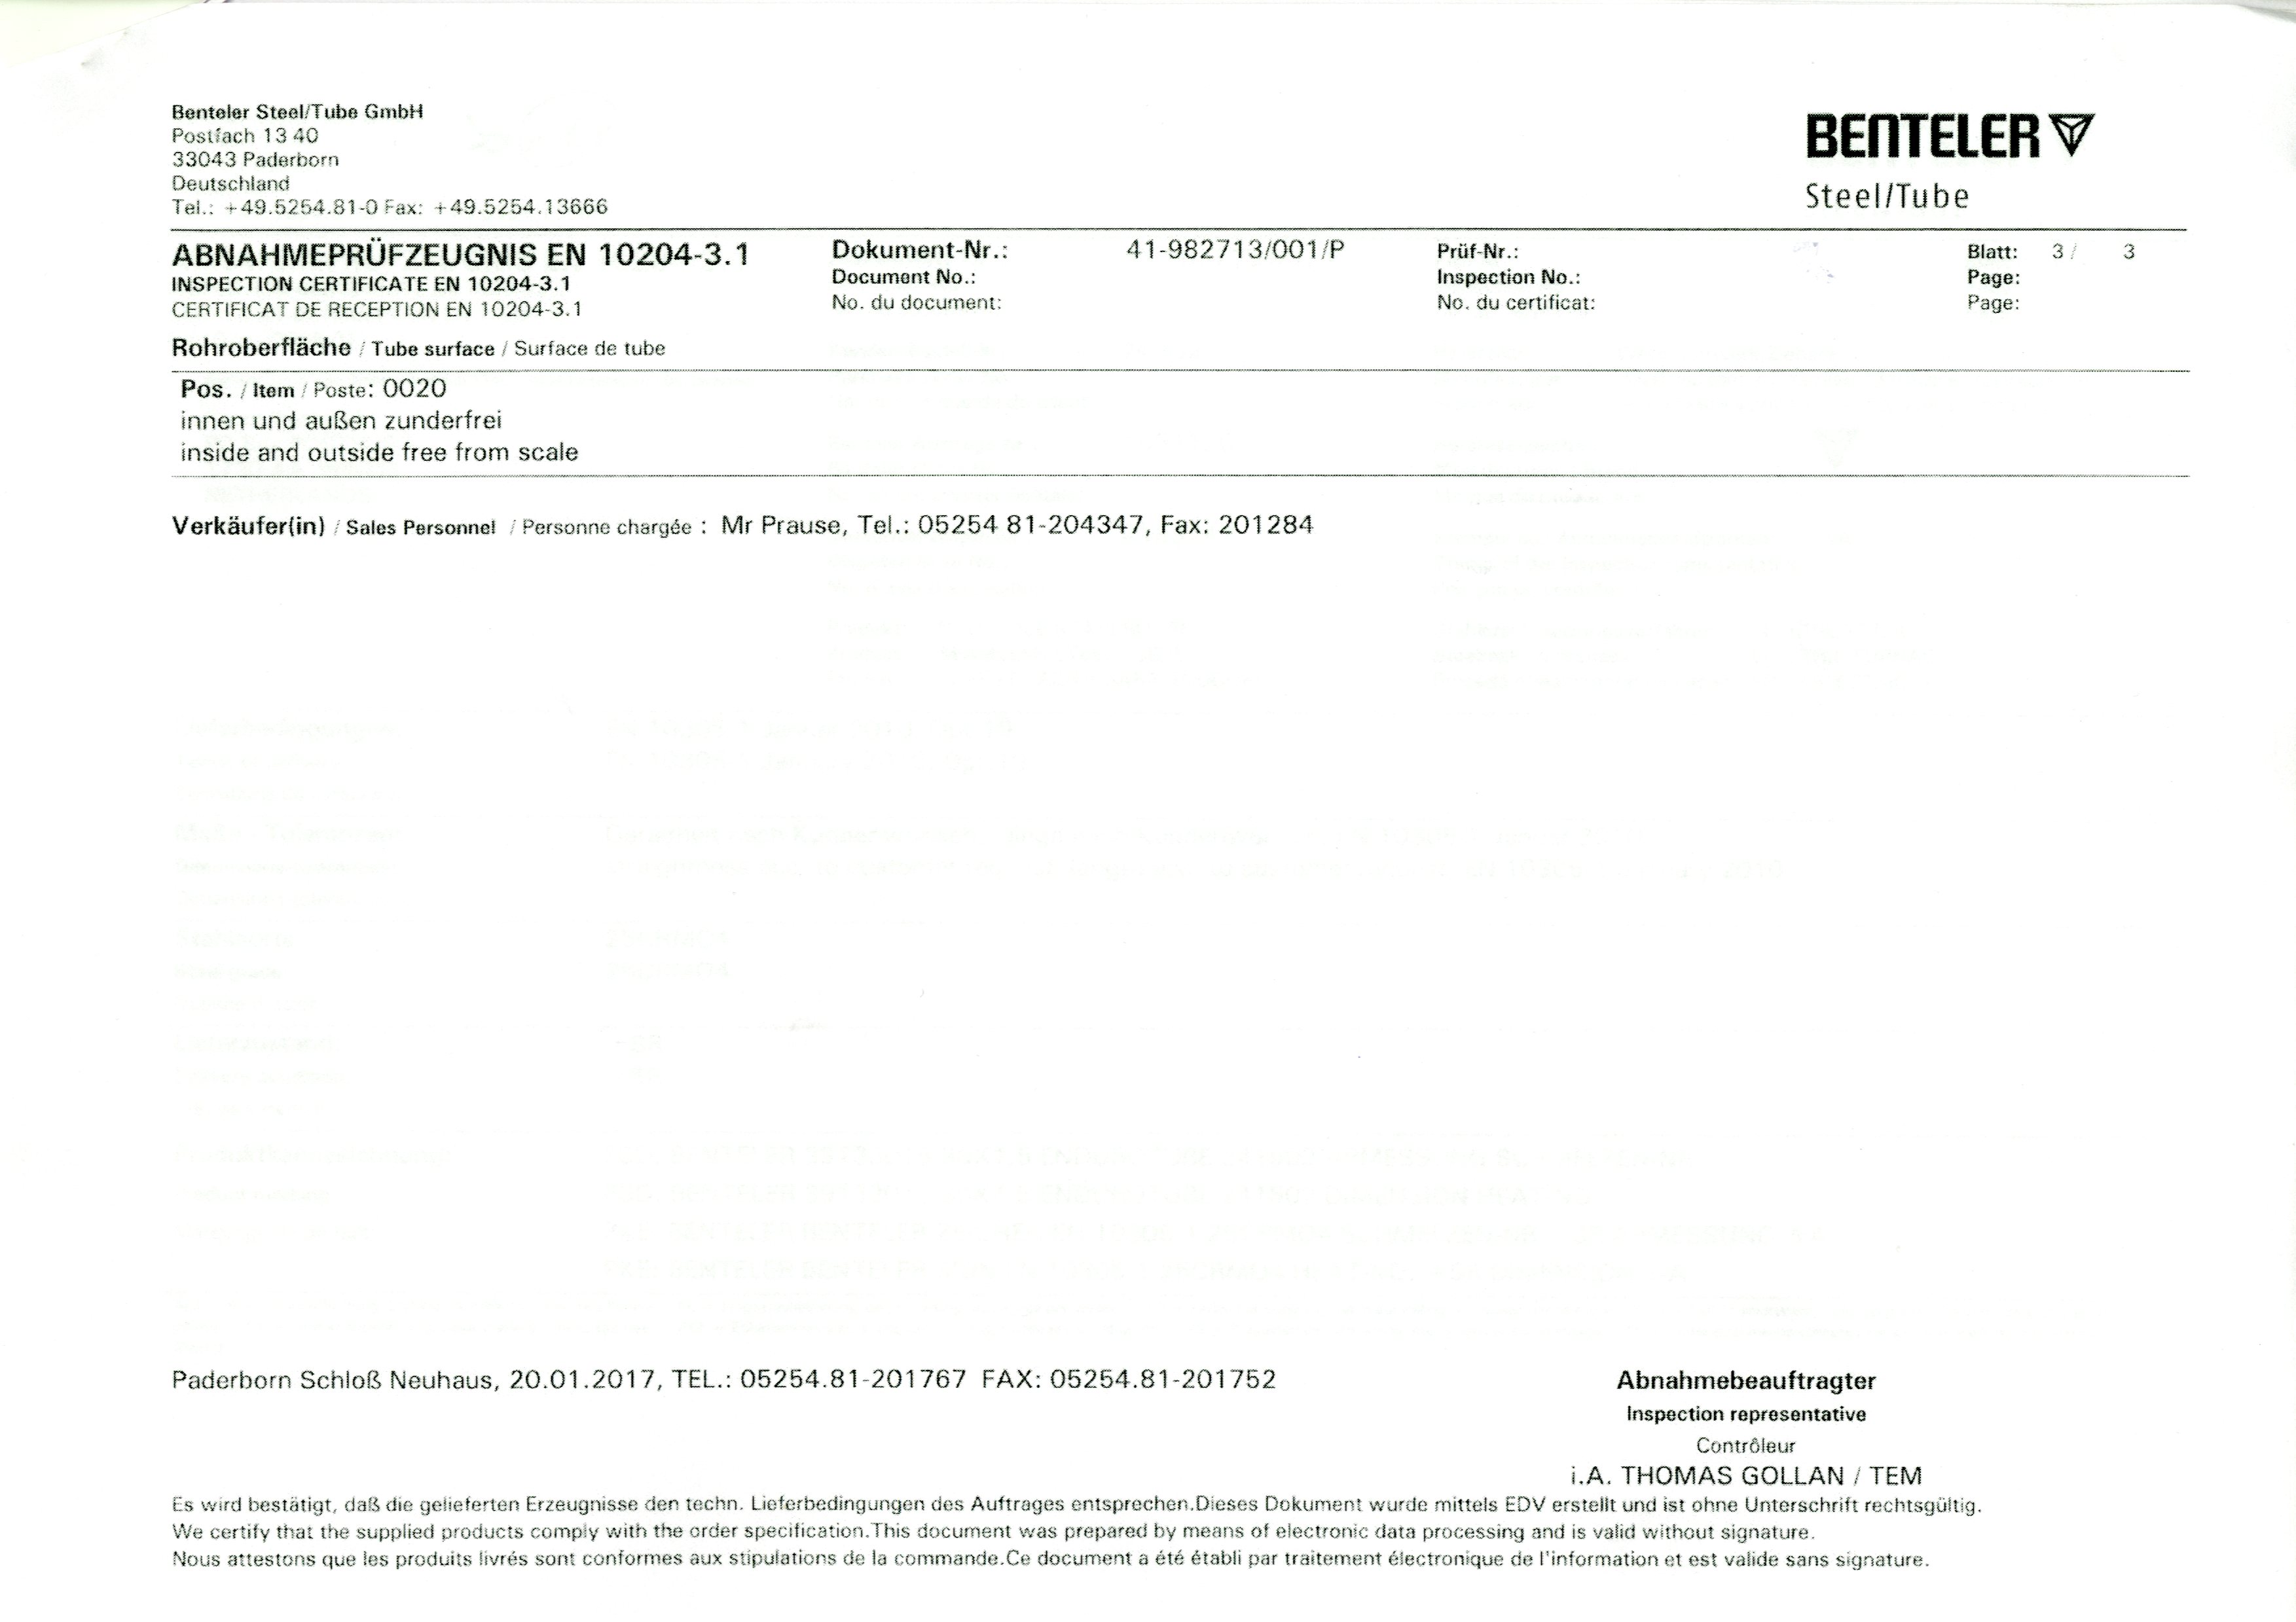 Benteler Steel/Tube GmbH
Postfach 13 40
33043 Paderborn
Deutschland
Tel.: +49.5254.81-0 Fax: +49.5254.13666
BENTELER
Steel/Tube
ABNAHMEPRÜFZEUGNIS EN 10204-3.1 Dokument-Nr.: 41-982713/001/P Prüf-Nr.: Blatt: 3 / 3
INSPECTION CERTIFICATE EN 10204-3.1 Document No.: Inspection No.: Page:
CERTIFICAT DE RECEPTION EN 10204-3.1 No. du document: No. du certificat: Page:
Rohroberfläche / Tube surface / Surface de tube
Pos. / Item / Poste: 0020
innen und außen zunderfrei
inside and outside free from scale
Verkäufer(in) / Sales Personnel / Personne chargée : Mr Prause, Tel.: 05254 81-204347, Fax: 201284
Paderborn Schloß Neuhaus, 20.01.2017, TEL.: 05254.81-201767 FAX: 05254.81-201752
Abnahmebeauftragter
Inspection representative
Contrôleur
i.A. THOMAS GOLLAN / TEM
Es wird bestätigt, daß die gelieferten Erzeugnisse den techn. Lieferbedingungen des Auftrages entsprechen.Dieses Dokument wurde mittels EDV erstellt und ist ohne Unterschrift rechtsgültig.
We certify that the supplied products comply with the order specification.This document was prepared by means of electronic data processing and is valid without signature.
Nous attestons que les produits livrés sont conformes aux stipulations de la commande.Ce document a été établi par traitement électronique de l'information et est valide sans signature.